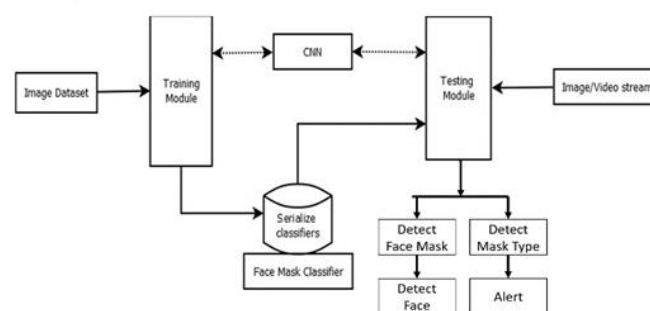 Image Dataset
Training
Module
CNN
Testing
Module
Image/Video stream
Serialize
classifiers
Face Mask Classifier
Detect
Face Mask
Detect
Mask Type
Detect
Face
Alert